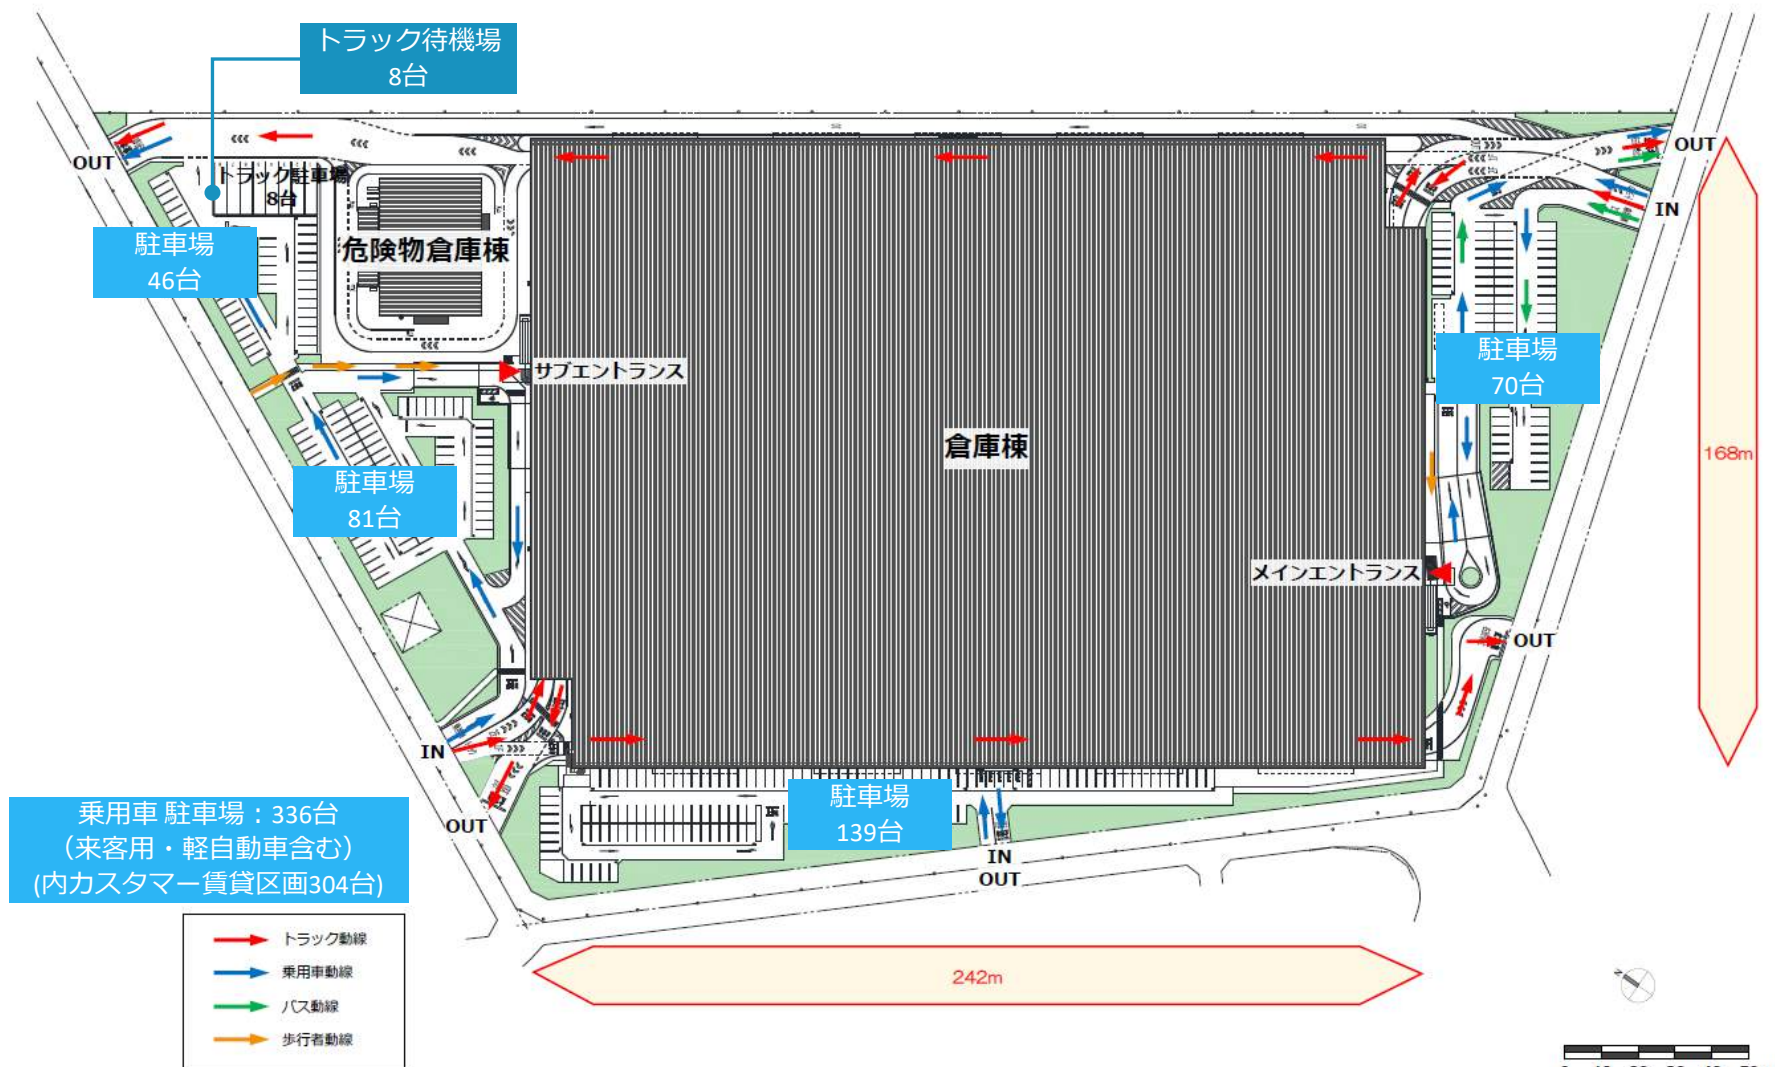 トラック待機場
8台
OUT
OUT
トラック駐車場
8台
IN
駐車場
46台
危険物倉庫棟
サブエントランス
駐車場
70台
倉庫棟
168m
駐車場
81台
メインエントランス
OUT
IN
駐車場
139台
OUT
IN
OUT
乗用車 駐車場：336台
（来客用・軽自動車含む）
(内カスタマー賃貸区画304台)
トラック動線
乗用車動線
バス動線
歩行者動線
242m
N